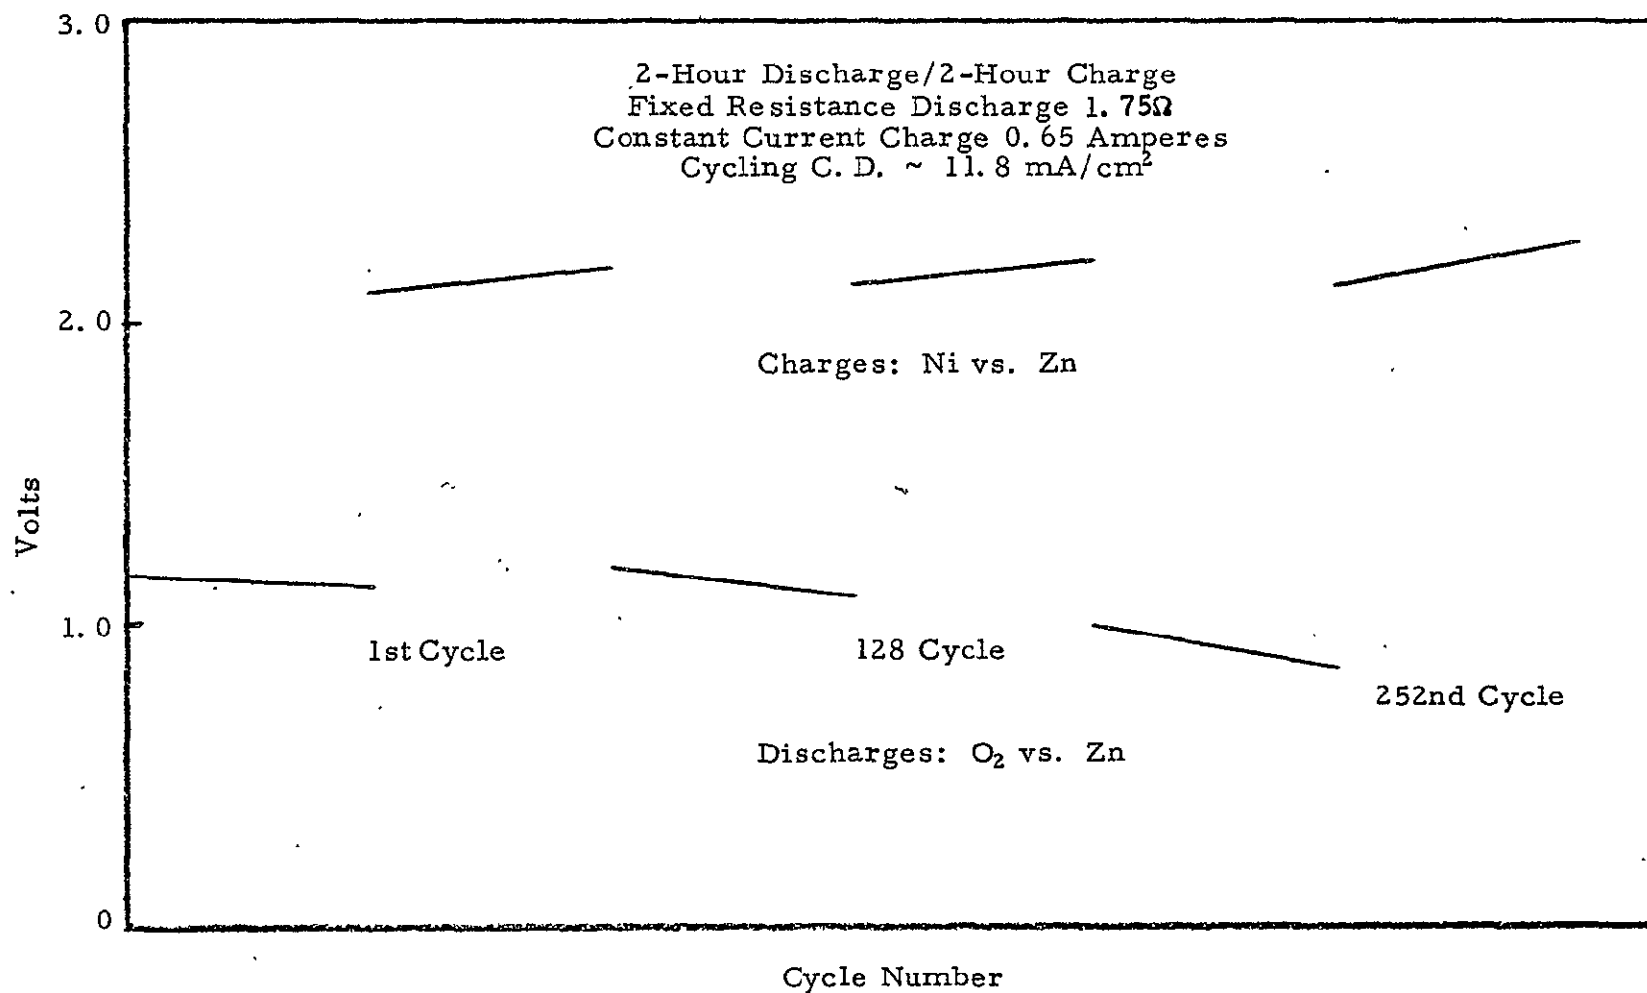 3.0
2-Hour Discharge/2-Hour Charge
Fixed Resistance Discharge 1.75Ω
Constant Current Charge 0.65 Amperes
Cycling C.D. ~ 11.8 mA/cm²
2.0
Charges: Ni vs. Zn
Volts
1.0
1st Cycle
128 Cycle
252nd Cycle
Discharges: O₂ vs. Zn
0
Cycle Number